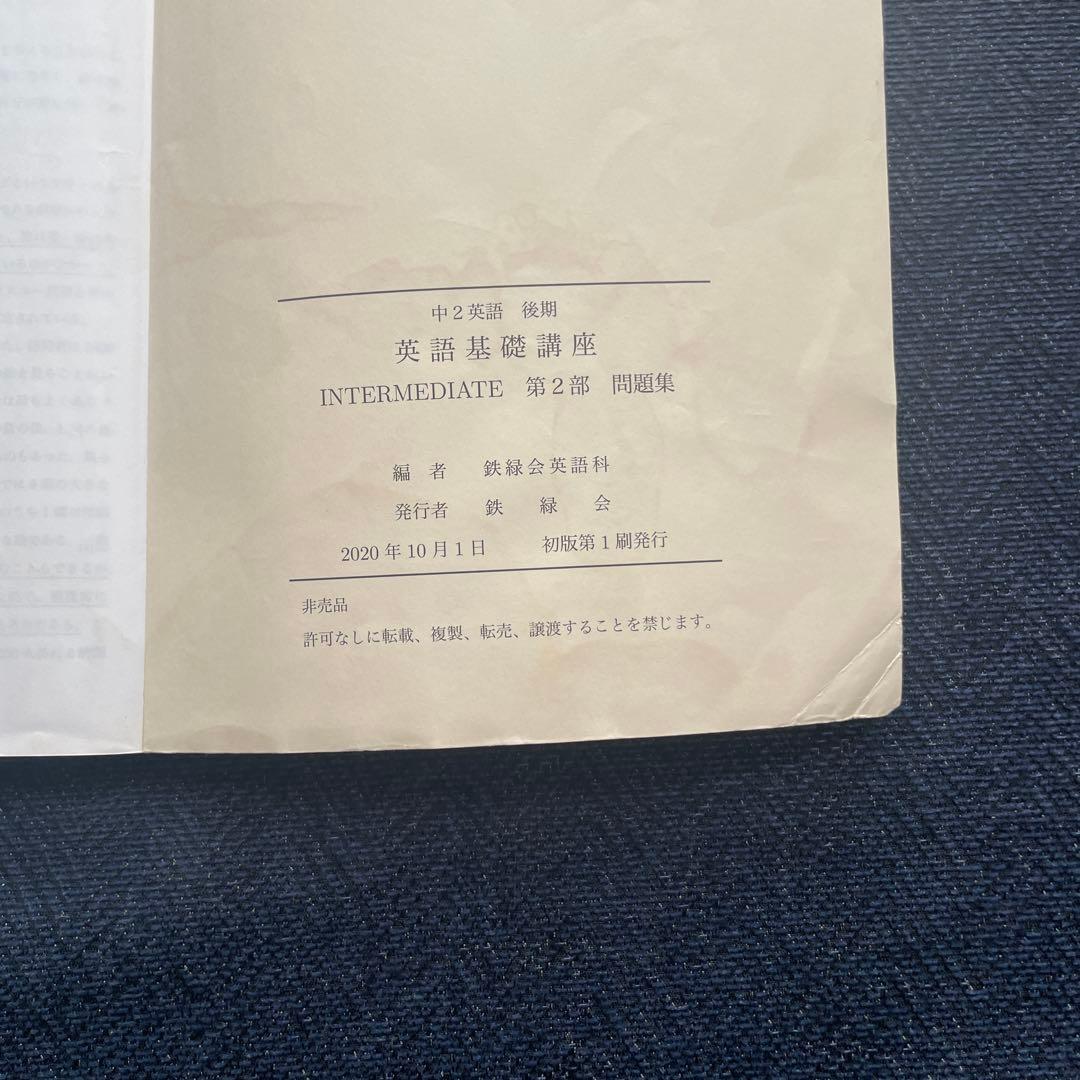 中２英語　後期
英語基礎講座
INTERMEDIATE　第２部　問題集
編　者　　鉄緑会英語科
発行者　　鉄　　緑　　会
2020 年 10 月 1 日　　　初版第 1 刷発行
非売品
許可なしに転載、複製、転売、譲渡することを禁じます。